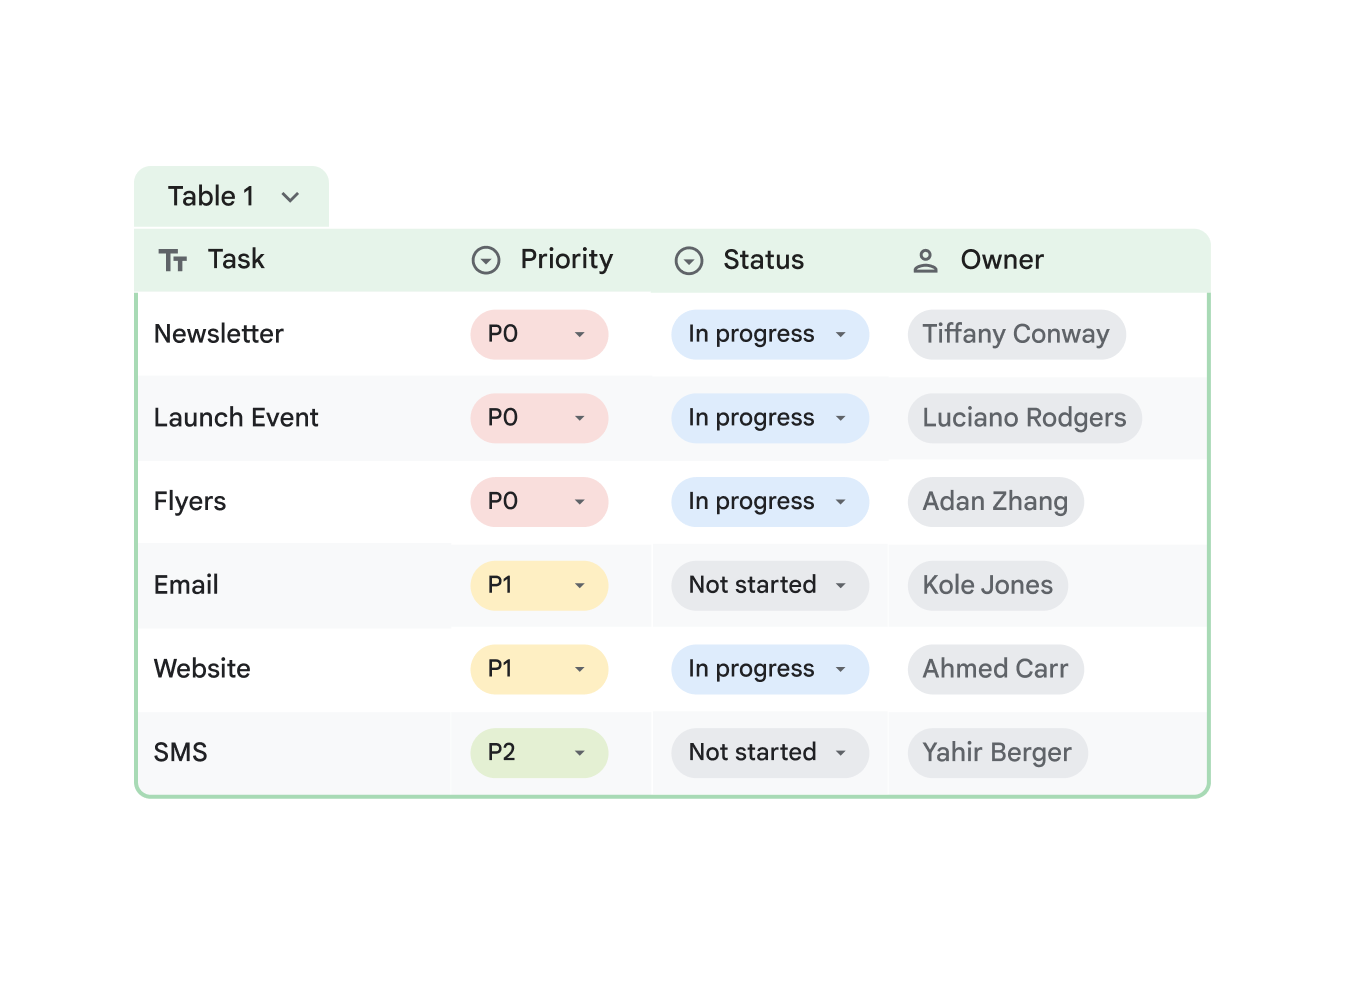 Table 1
Task Priority Status Owner
Newsletter P0 In progress Tiffany Conway
Launch Event P0 In progress Luciano Rodgers
Flyers P0 In progress Adan Zhang
Email P1 Not started Kole Jones
Website P1 In progress Ahmed Carr
SMS P2 Not started Yahir Berger